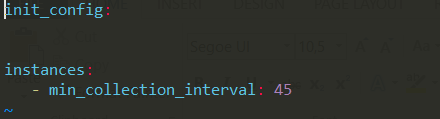 init_config:
instances:
- min_collection_interval: 45
~